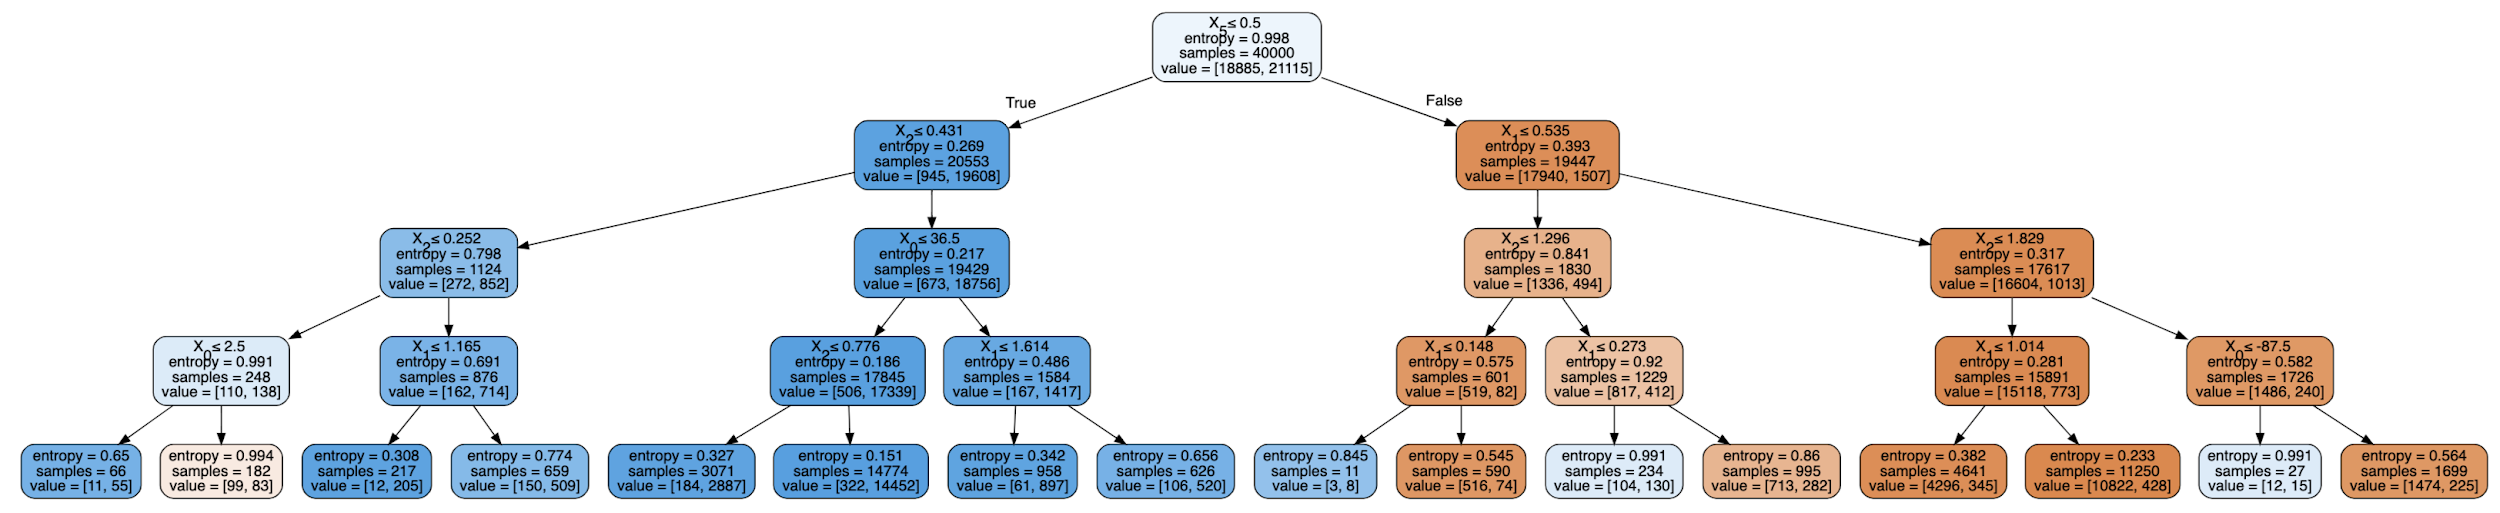 X₅ ≤ 0.5
entropy = 0.998
samples = 40000
value = [18885, 21115]
True
False
X₂ ≤ 0.431
entropy = 0.269
samples = 20553
value = [945, 19608]
X₁ ≤ 0.535
entropy = 0.393
samples = 19447
value = [17940, 1507]
X₂ ≤ 0.252
entropy = 0.798
samples = 1124
value = [272, 852]
X₀ ≤ 36.5
entropy = 0.217
samples = 19429
value = [673, 18756]
X₂ ≤ 1.296
entropy = 0.841
samples = 1830
value = [1336, 494]
X₂ ≤ 1.829
entropy = 0.317
samples = 17617
value = [16604, 1013]
X₀ ≤ 2.5
entropy = 0.991
samples = 248
value = [110, 138]
X₁ ≤ 1.165
entropy = 0.691
samples = 876
value = [162, 714]
X₂ ≤ 0.776
entropy = 0.186
samples = 17845
value = [506, 17339]
X₁ ≤ 1.614
entropy = 0.486
samples = 1584
value = [167, 1417]
X₁ ≤ 0.148
entropy = 0.575
samples = 601
value = [519, 82]
X₁ ≤ 0.273
entropy = 0.92
samples = 1229
value = [817, 412]
X₁ ≤ 1.014
entropy = 0.281
samples = 15891
value = [15118, 773]
X₀ ≤ -87.5
entropy = 0.582
samples = 1726
value = [1486, 240]
entropy = 0.65
samples = 66
value = [11, 55]
entropy = 0.994
samples = 182
value = [99, 83]
entropy = 0.308
samples = 217
value = [12, 205]
entropy = 0.774
samples = 659
value = [150, 509]
entropy = 0.327
samples = 3071
value = [184, 2887]
entropy = 0.151
samples = 14774
value = [322, 14452]
entropy = 0.342
samples = 958
value = [61, 897]
entropy = 0.656
samples = 626
value = [106, 520]
entropy = 0.845
samples = 11
value = [3, 8]
entropy = 0.545
samples = 590
value = [516, 74]
entropy = 0.991
samples = 234
value = [104, 130]
entropy = 0.86
samples = 995
value = [713, 282]
entropy = 0.382
samples = 4641
value = [4296, 345]
entropy = 0.233
samples = 11250
value = [10822, 428]
entropy = 0.991
samples = 27
value = [12, 15]
entropy = 0.564
samples = 1699
value = [1474, 225]